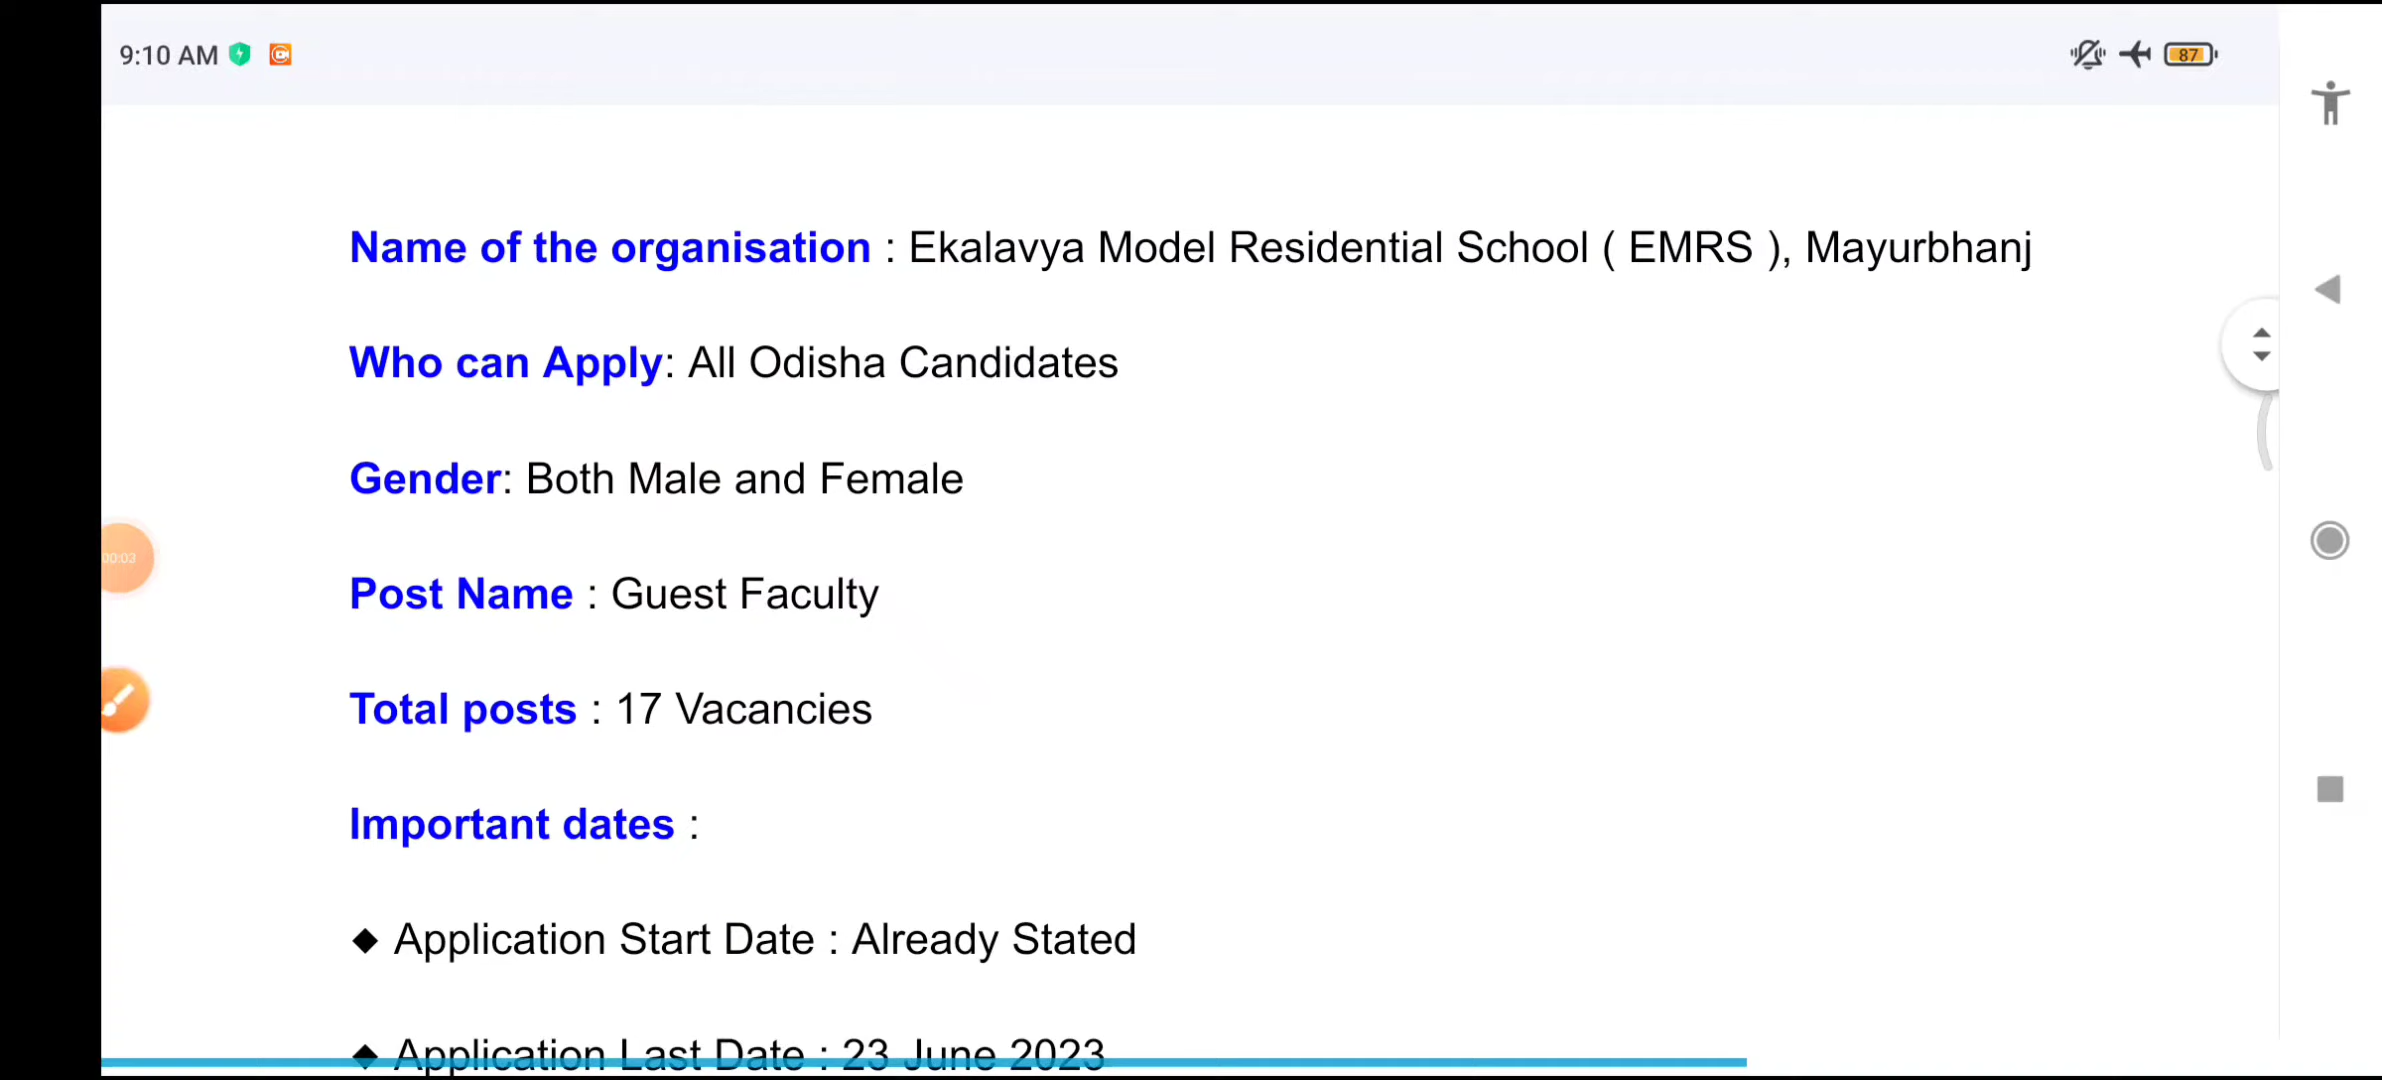 9:10 AM
87
Name of the organisation : Ekalavya Model Residential School ( EMRS ), Mayurbhanj
Who can Apply: All Odisha Candidates
Gender: Both Male and Female
00:03
Post Name : Guest Faculty
Total posts : 17 Vacancies
Important dates :
◆ Application Start Date : Already Stated
◆ Application Last Date : 23 June 2023